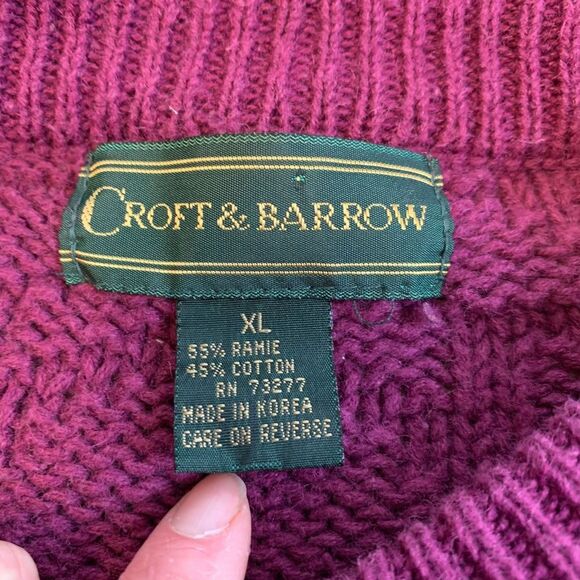 CROFT & BARROW
XL
55% RAMIE
45% COTTON
RN 73277
MADE IN KOREA
CARE ON REVERSE